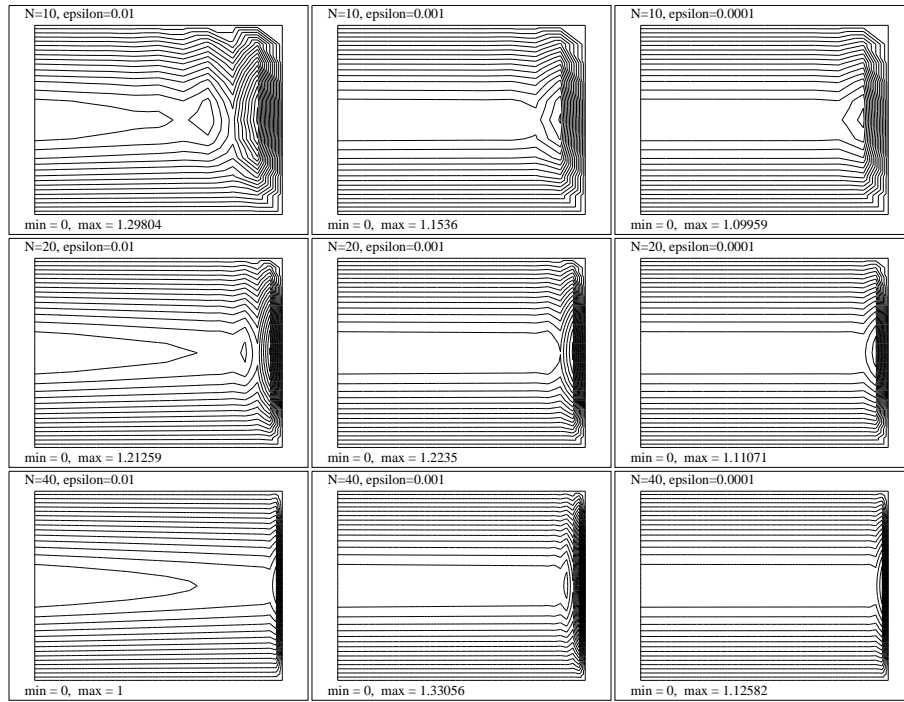 N=10, epsilon=0.01
min = 0, max = 1.29804
N=10, epsilon=0.001
min = 0, max = 1.1536
N=10, epsilon=0.0001
min = 0, max = 1.09959
N=20, epsilon=0.01
min = 0, max = 1.21259
N=20, epsilon=0.001
min = 0, max = 1.2235
N=20, epsilon=0.0001
min = 0, max = 1.11071
N=40, epsilon=0.01
min = 0, max = 1
N=40, epsilon=0.001
min = 0, max = 1.33056
N=40, epsilon=0.0001
min = 0, max = 1.12582